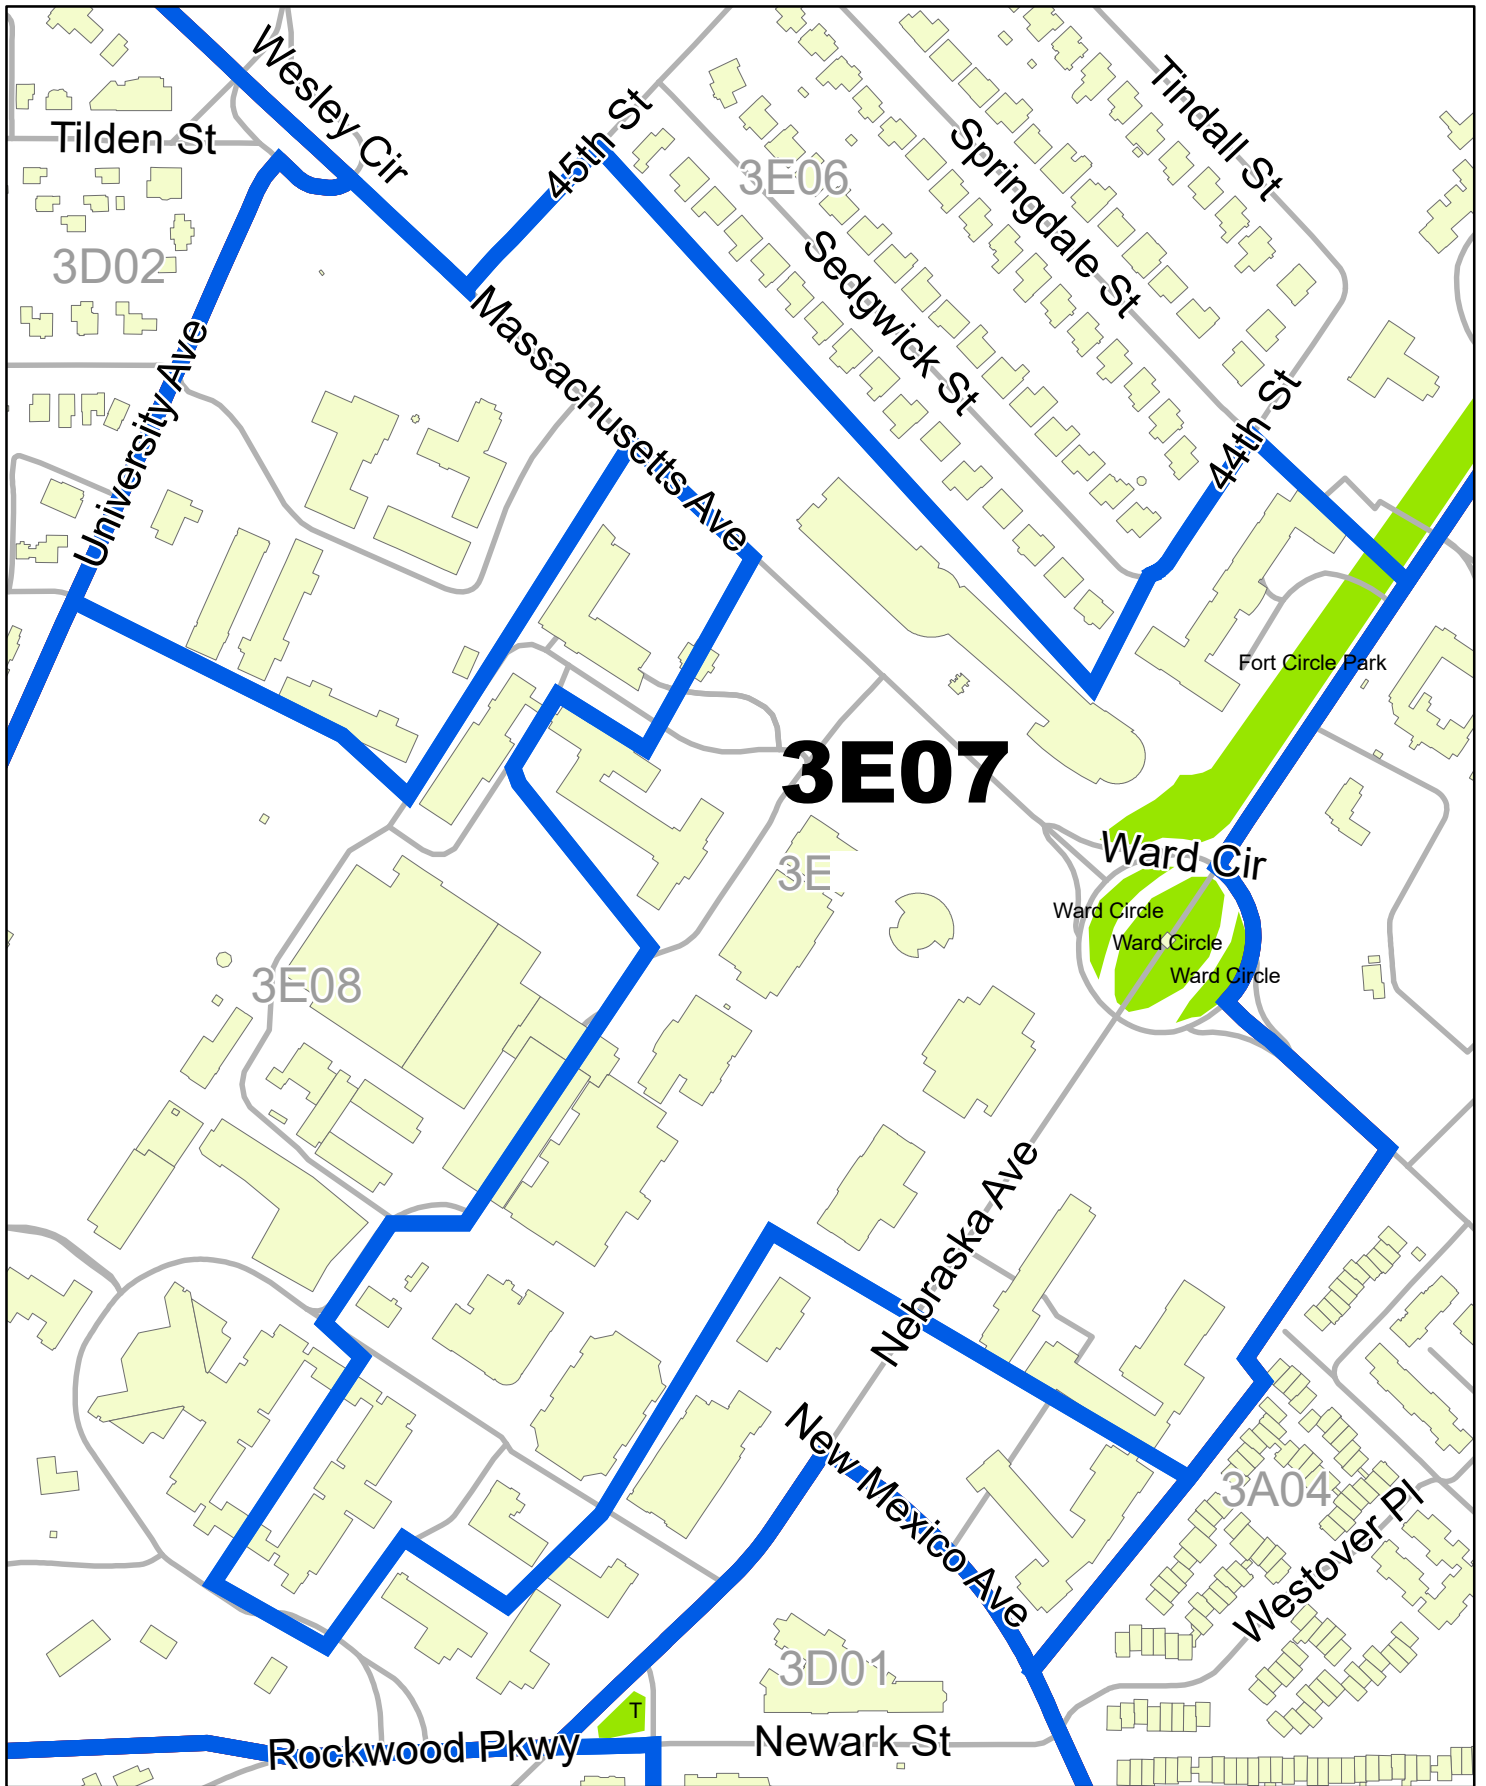 Wesley Cir
Tilden St
45th St
Tindall St
Springdale St
3E06
3D02
Sedgwick St
Massachusetts Ave
University Ave
44th St
Fort Circle Park
3E07
Ward Cir
3E
Ward Circle
Ward Circle
Ward Circle
3E08
Nebraska Ave
New Mexico Ave
3A04
Westover Pl
3D01
T
Rockwood Pkwy
Newark St